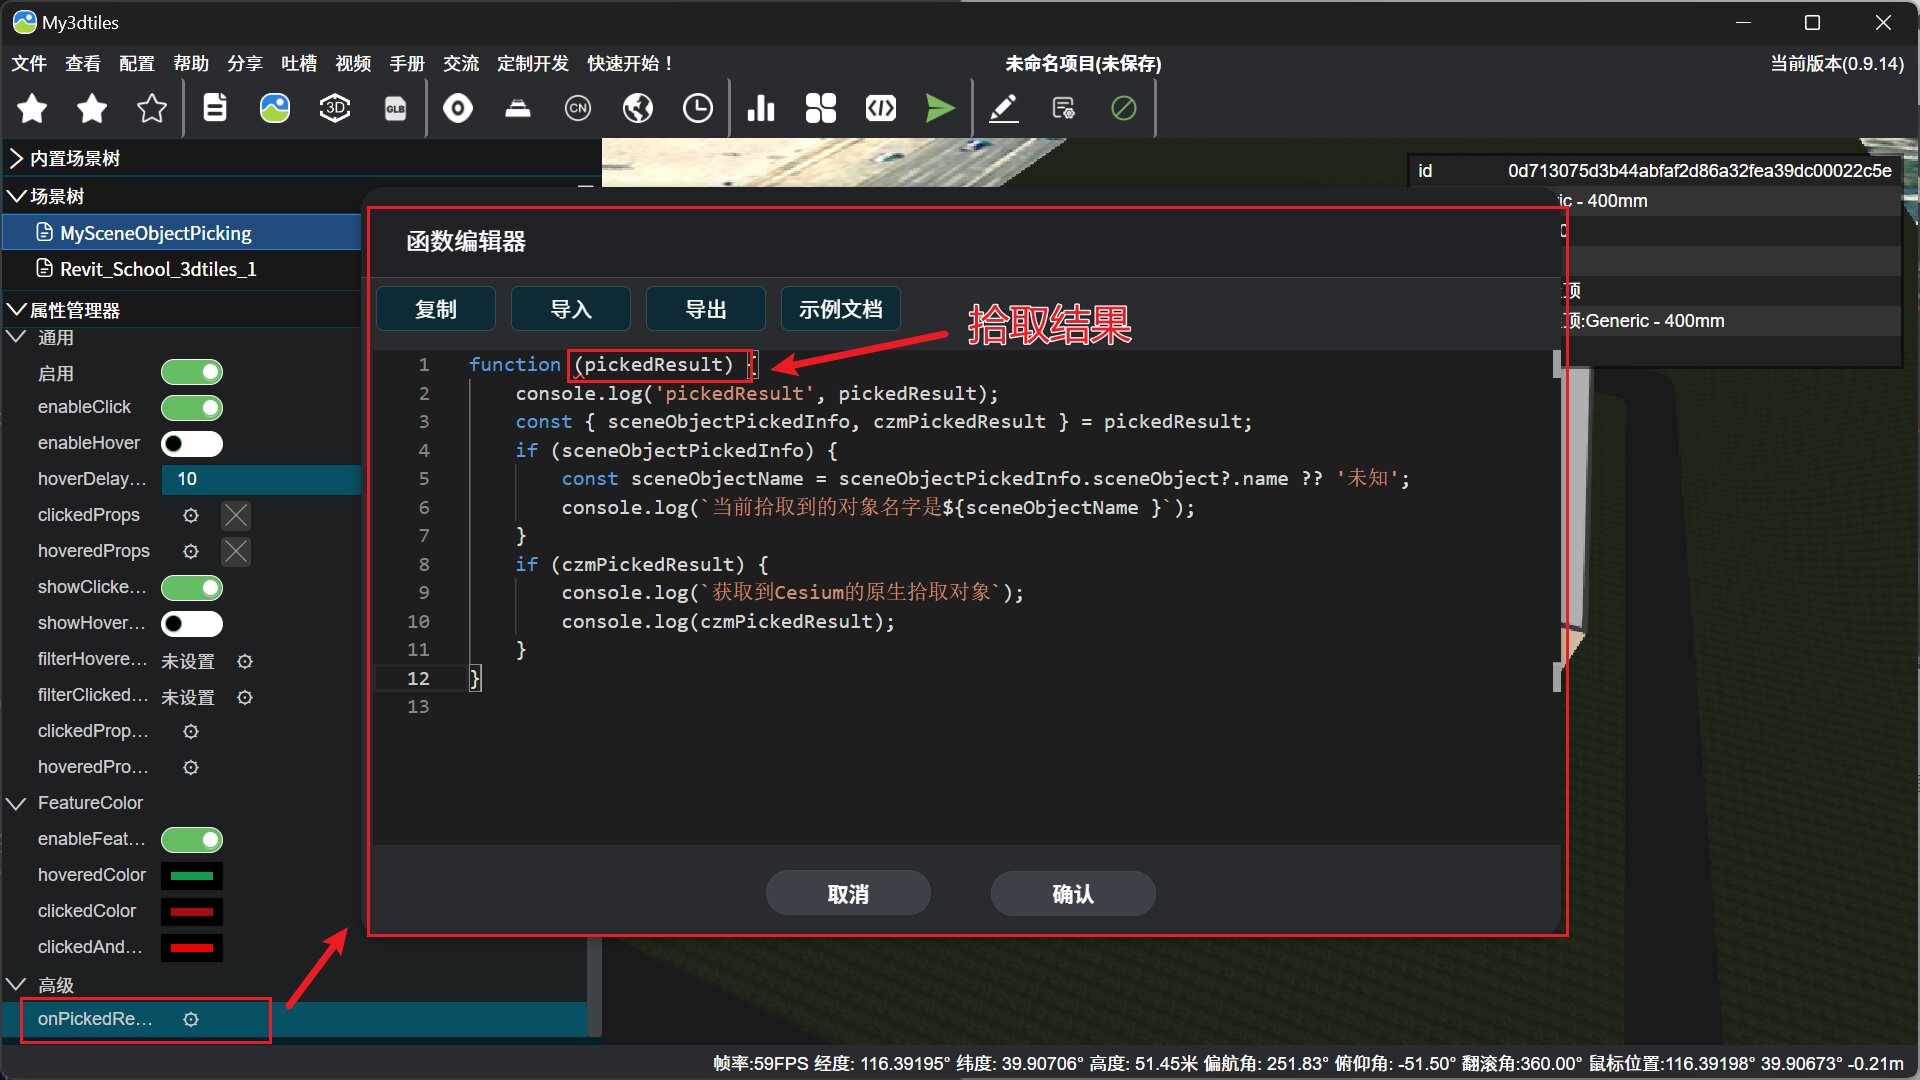 My3dtiles
文件 查看 配置 帮助 分享 吐槽 视频 手册 交流 定制开发 快速开始！ 未命名项目(未保存) 当前版本(0.9.14)
3D GLB CN
内置场景树
场景树
MySceneObjectPicking
Revit_School_3dtiles_1
属性管理器
通用
启用
enableClick
enableHover
hoverDelay... 10
clickedProps
hoveredProps
showClicke...
showHover...
filterHovere... 未设置
filterClicked... 未设置
clickedProp...
hoveredPro...
FeatureColor
enableFeat...
hoveredColor
clickedColor
clickedAnd...
高级
onPickedRe...
id 0d713075d3b44abfaf2d86a32fea39dc00022c5e
ic - 400mm
顶
顶:Generic - 400mm
函数编辑器
复制 导入 导出 示例文档
拾取结果
1 function (pickedResult) {
2 console.log('pickedResult', pickedResult);
3 const { sceneObjectPickedInfo, czmPickedResult } = pickedResult;
4 if (sceneObjectPickedInfo) {
5 const sceneObjectName = sceneObjectPickedInfo.sceneObject?.name ?? '未知';
6 console.log(`当前拾取到的对象名字是${sceneObjectName }`);
7 }
8 if (czmPickedResult) {
9 console.log(`获取到Cesium的原生拾取对象`);
10 console.log(czmPickedResult);
11 }
12 }
13
取消 确认
帧率:59FPS 经度: 116.39195° 纬度: 39.90706° 高度: 51.45米 偏航角: 251.83° 俯仰角: -51.50° 翻滚角:360.00° 鼠标位置:116.39198° 39.90673° -0.21m